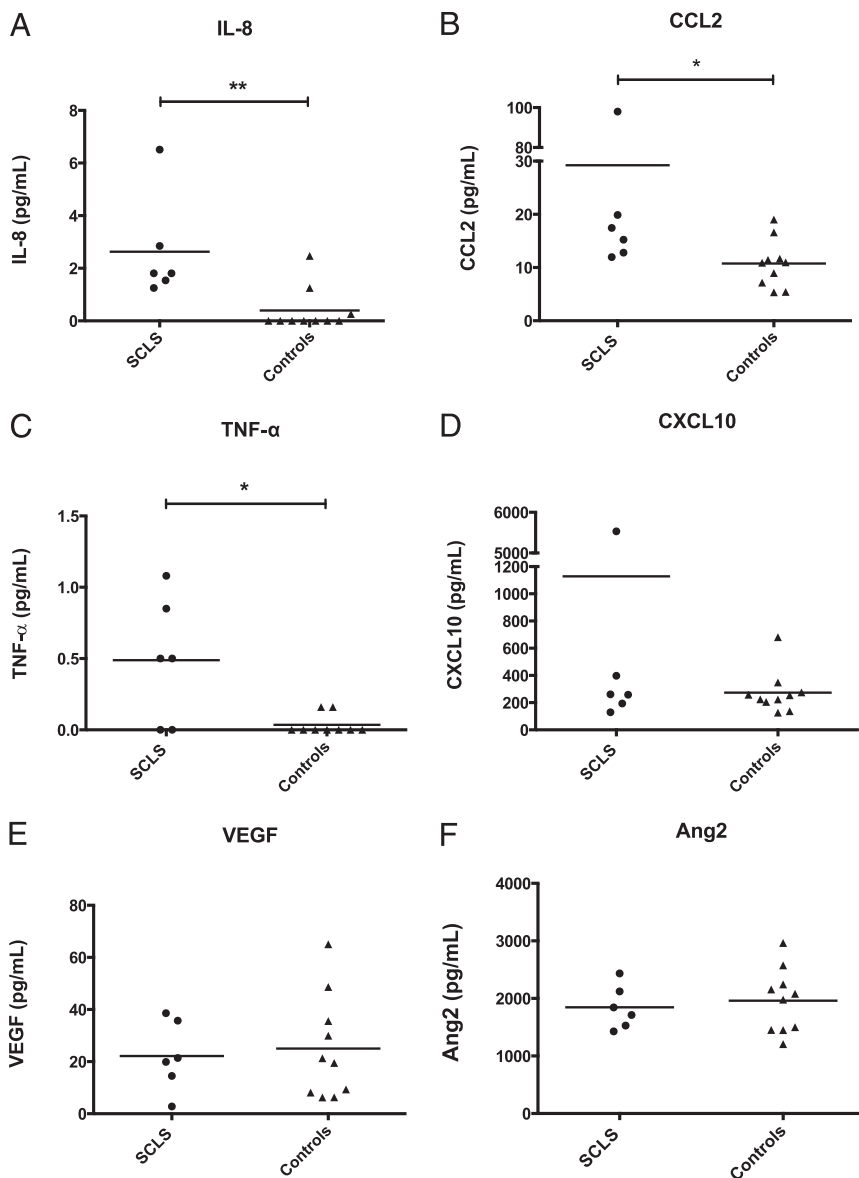 A
IL-8
**
8
6
4
2
0
IL-8 (pg/mL)
SCLS
Controls
B
CCL2
*
100
80
30
20
10
0
CCL2 (pg/mL)
SCLS
Controls
C
TNF-α
*
1.5
1.0
0.5
0.0
TNF-α (pg/mL)
SCLS
Controls
D
CXCL10
6000
5000
1200
1000
800
600
400
200
0
CXCL10 (pg/mL)
SCLS
Controls
E
VEGF
80
60
40
20
0
VEGF (pg/mL)
SCLS
Controls
F
Ang2
4000
3000
2000
1000
0
Ang2 (pg/mL)
SCLS
Controls